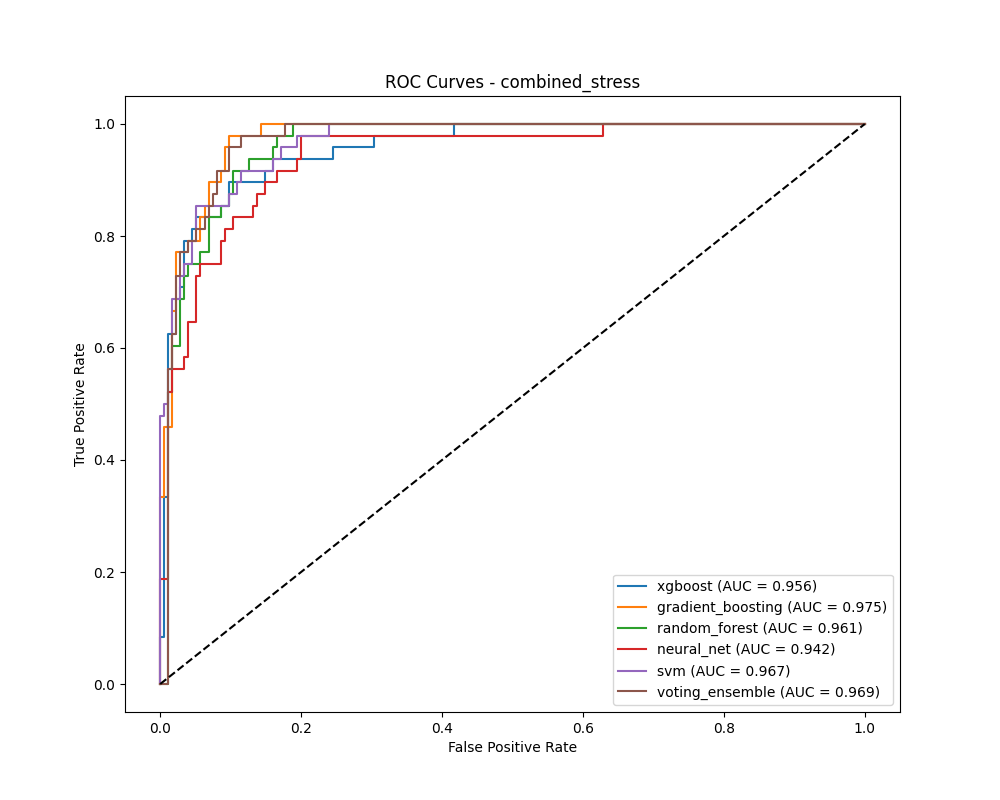 ROC Curves - combined_stress
1.0
0.8
0.6
0.4
0.2
0.0
True Positive Rate
0.0 0.2 0.4 0.6 0.8 1.0
False Positive Rate
xgboost (AUC = 0.956)
gradient_boosting (AUC = 0.975)
random_forest (AUC = 0.961)
neural_net (AUC = 0.942)
svm (AUC = 0.967)
voting_ensemble (AUC = 0.969)